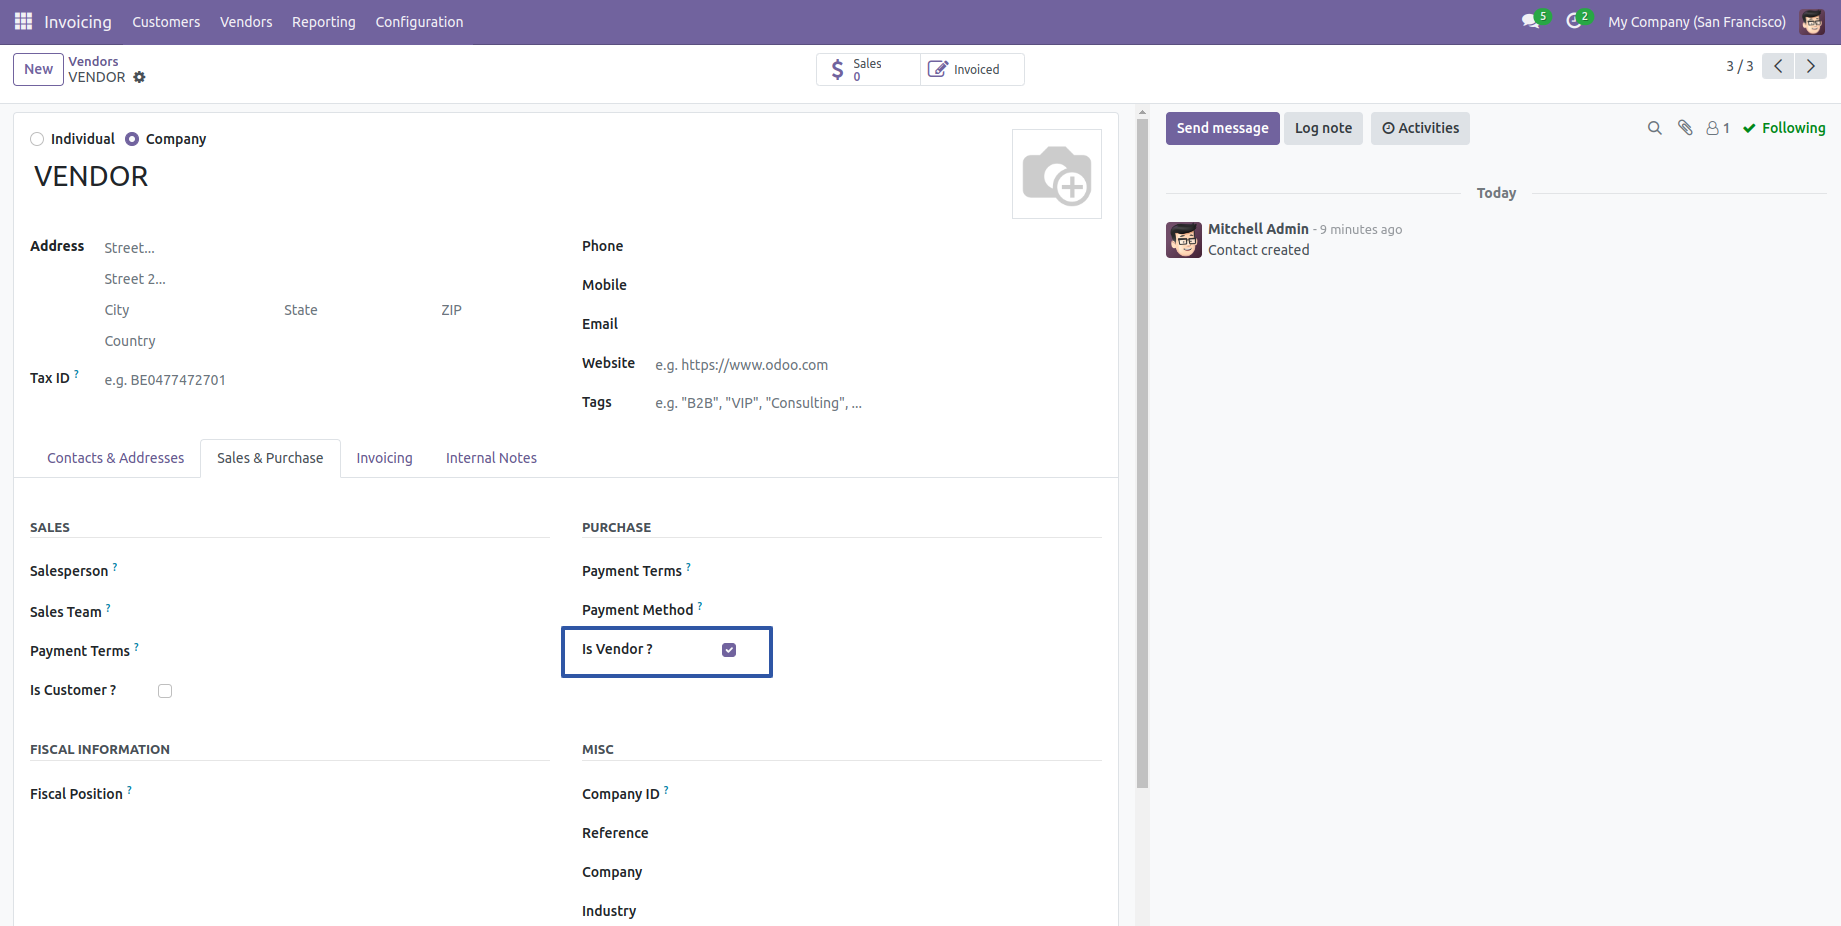 Invoicing Customers Vendors Reporting Configuration 5 2 My Company (San Francisco)
New Vendors
VENDOR
Sales
0
Invoiced
3 / 3
Individual Company
VENDOR
Address Street...
Street 2...
City State ZIP
Country
Tax ID ? e.g. BE0477472701
Phone
Mobile
Email
Website e.g. https://www.odoo.com
Tags e.g. "B2B", "VIP", "Consulting", ...
Contacts & Addresses Sales & Purchase Invoicing Internal Notes
SALES
Salesperson ?
Sales Team ?
Payment Terms ?
Is Customer ?
PURCHASE
Payment Terms ?
Payment Method ?
Is Vendor ?
FISCAL INFORMATION
Fiscal Position ?
MISC
Company ID ?
Reference
Company
Industry
Send message Log note Activities 1 Following
Today
Mitchell Admin - 9 minutes ago
Contact created